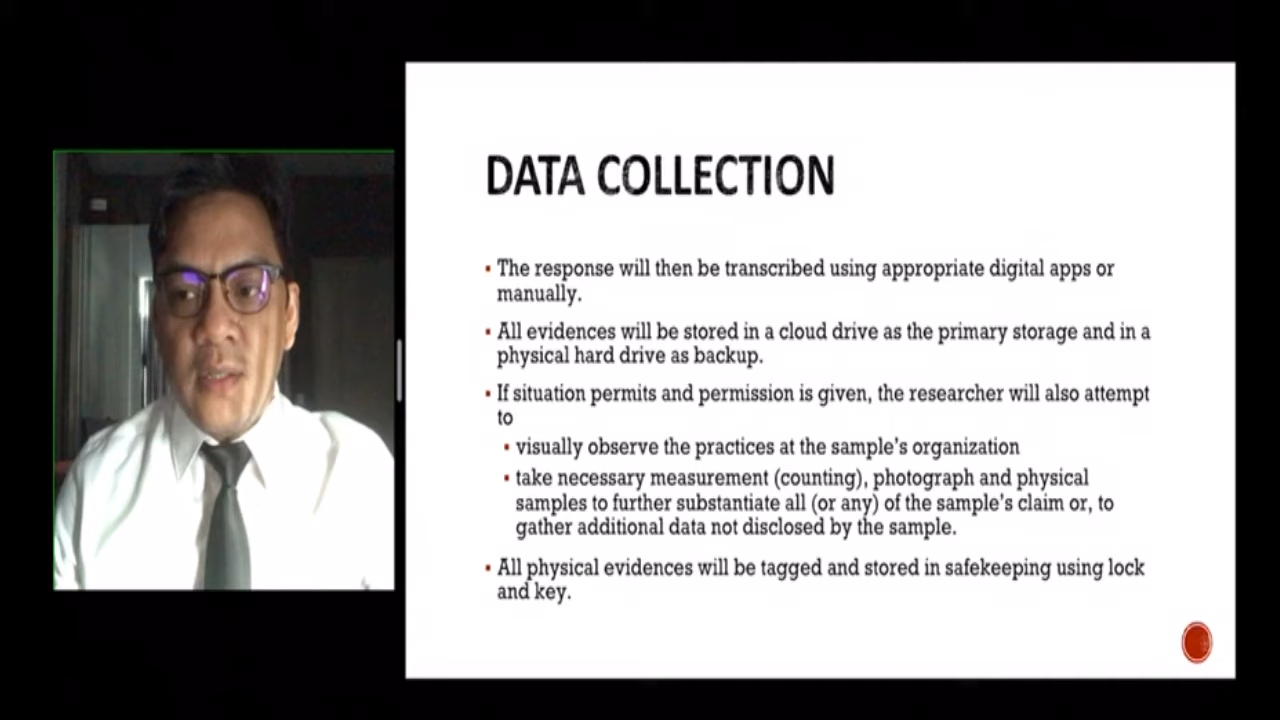 DATA COLLECTION
▪ The response will then be transcribed using appropriate digital apps or
manually.
▪ All evidences will be stored in a cloud drive as the primary storage and in a
physical hard drive as backup.
▪ If situation permits and permission is given, the researcher will also attempt
to
▪ visually observe the practices at the sample's organization
▪ take necessary measurement (counting), photograph and physical
samples to further substantiate all (or any) of the sample's claim or, to
gather additional data not disclosed by the sample.
▪ All physical evidences will be tagged and stored in safekeeping using lock
and key.